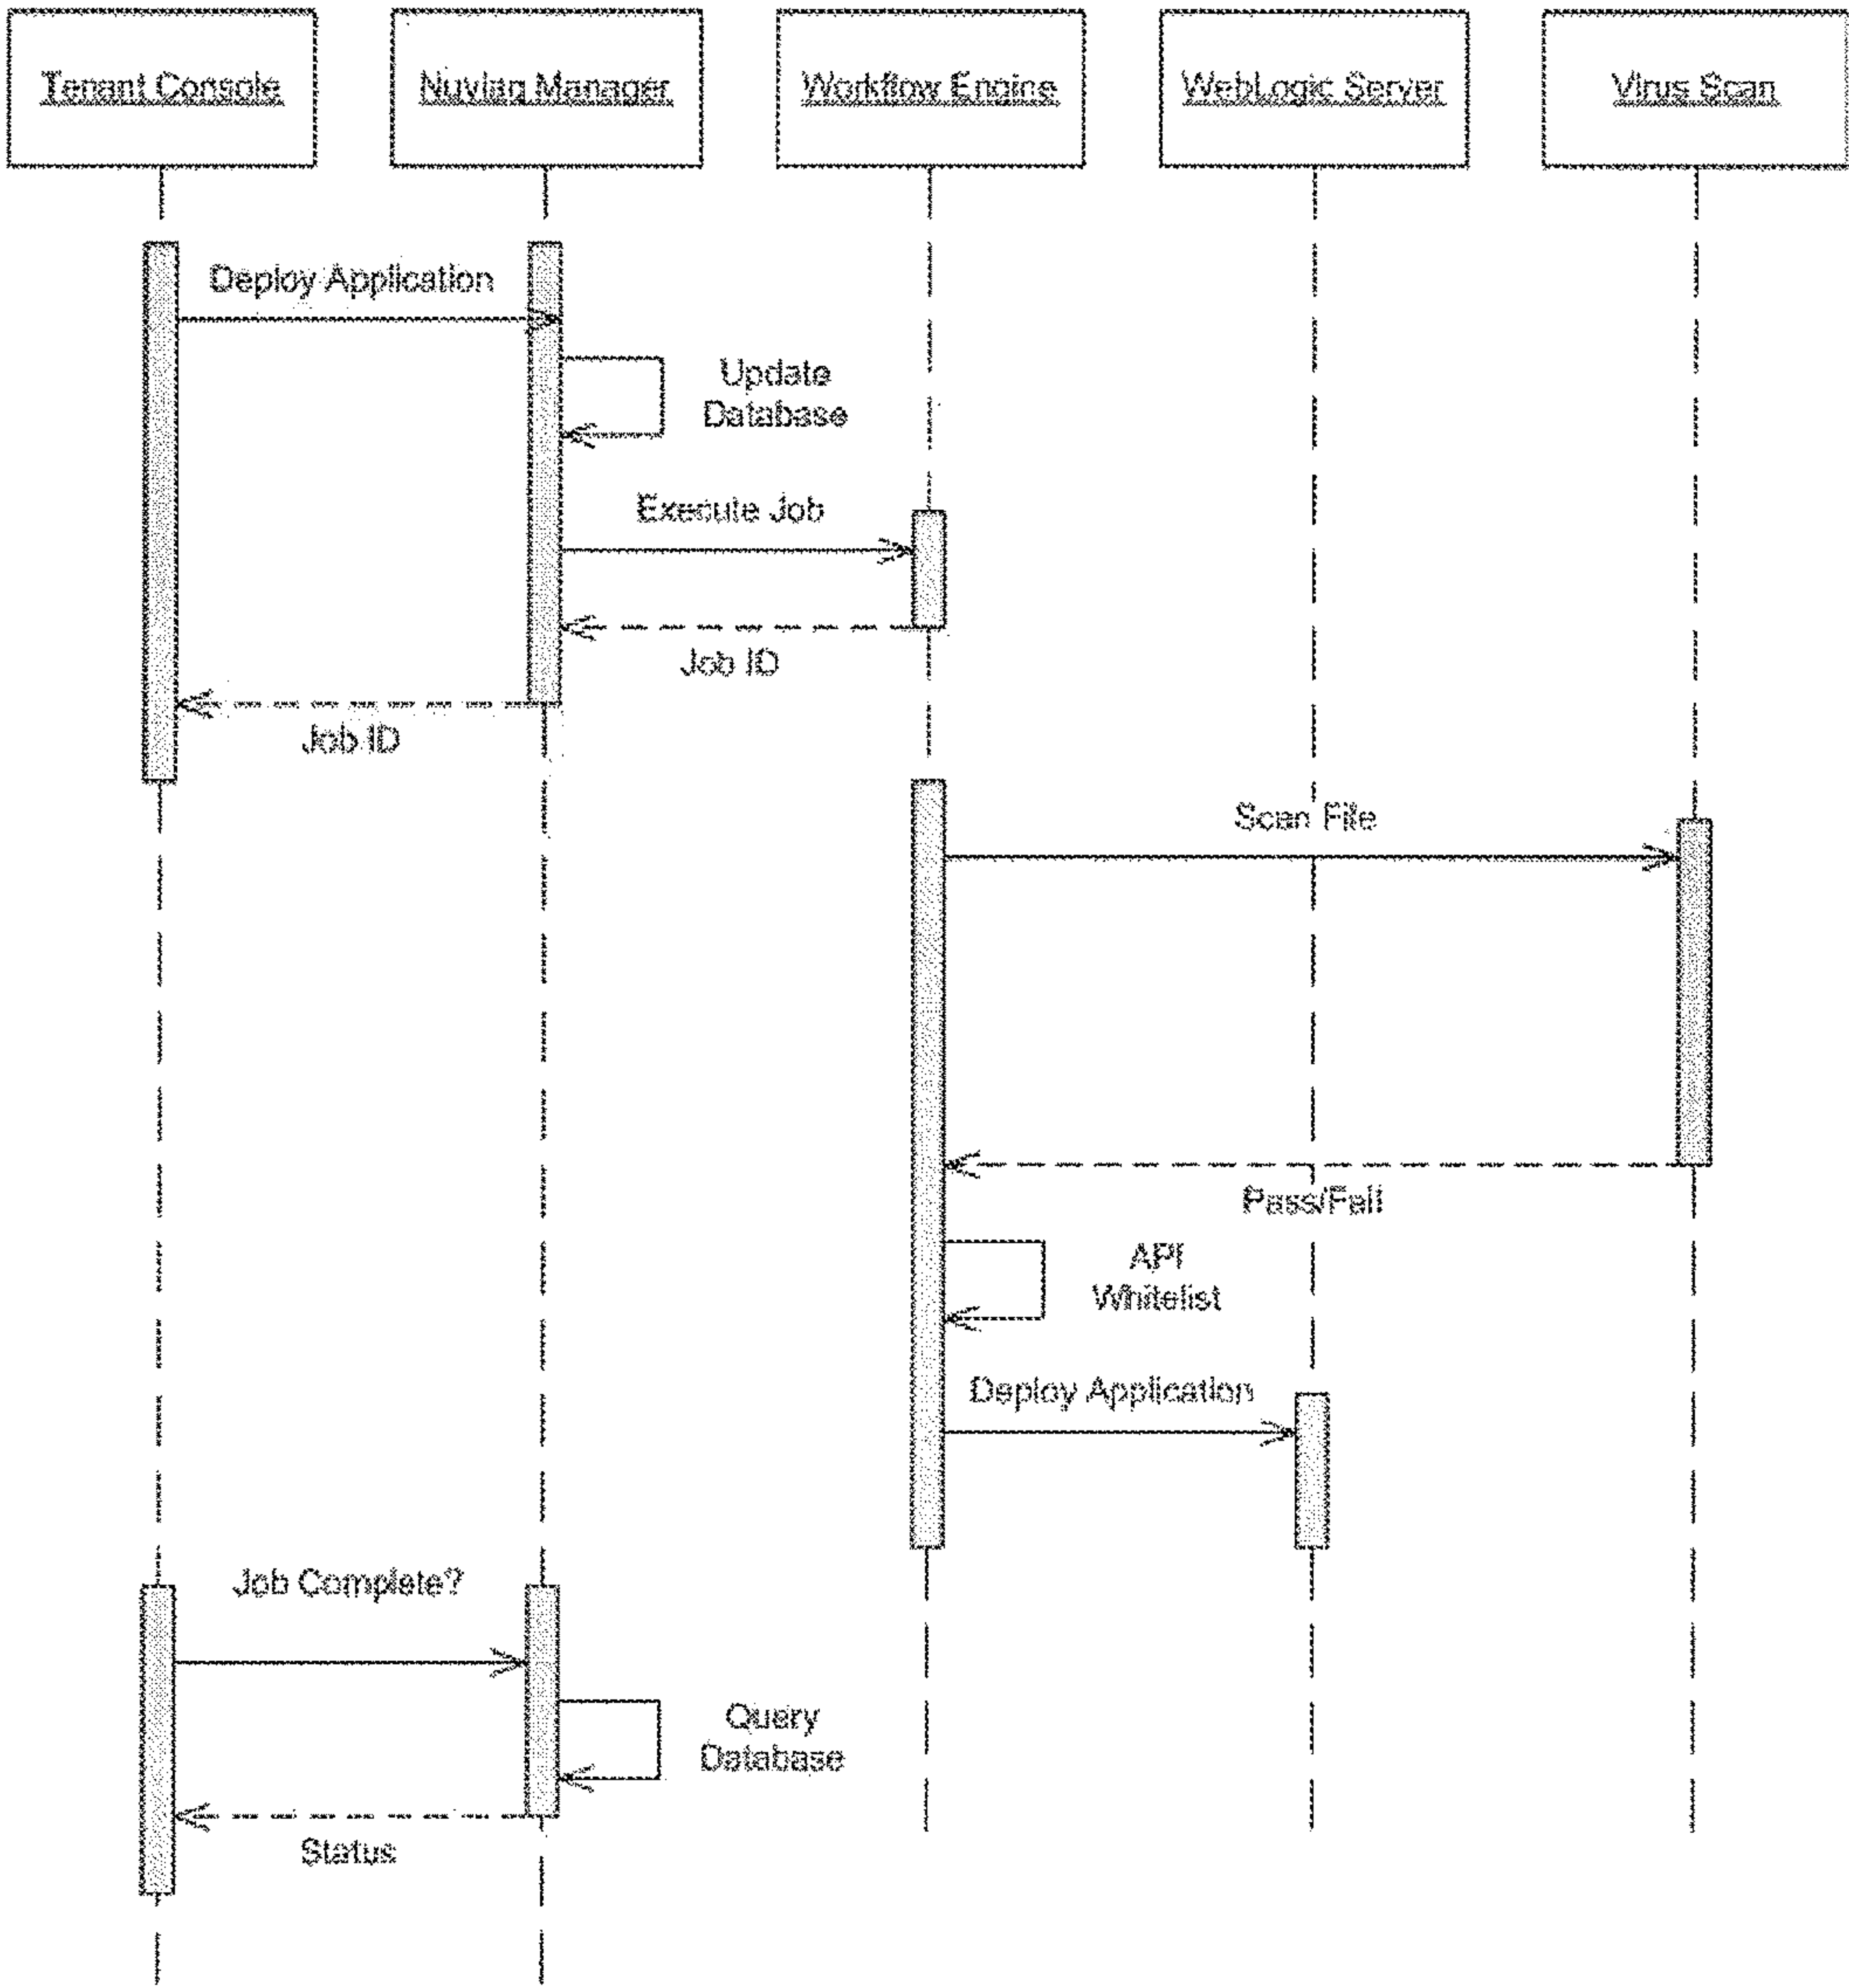 Tenant Console
Nuvlaq Manager
Workflow Engine
WebLogic Server
Virus Scan
Deploy Application
Update
Database
Execute Job
Job ID
Job ID
Scan File
Pass/Fail
API
Whitelist
Deploy Application
Job Complete?
Query
Database
Status